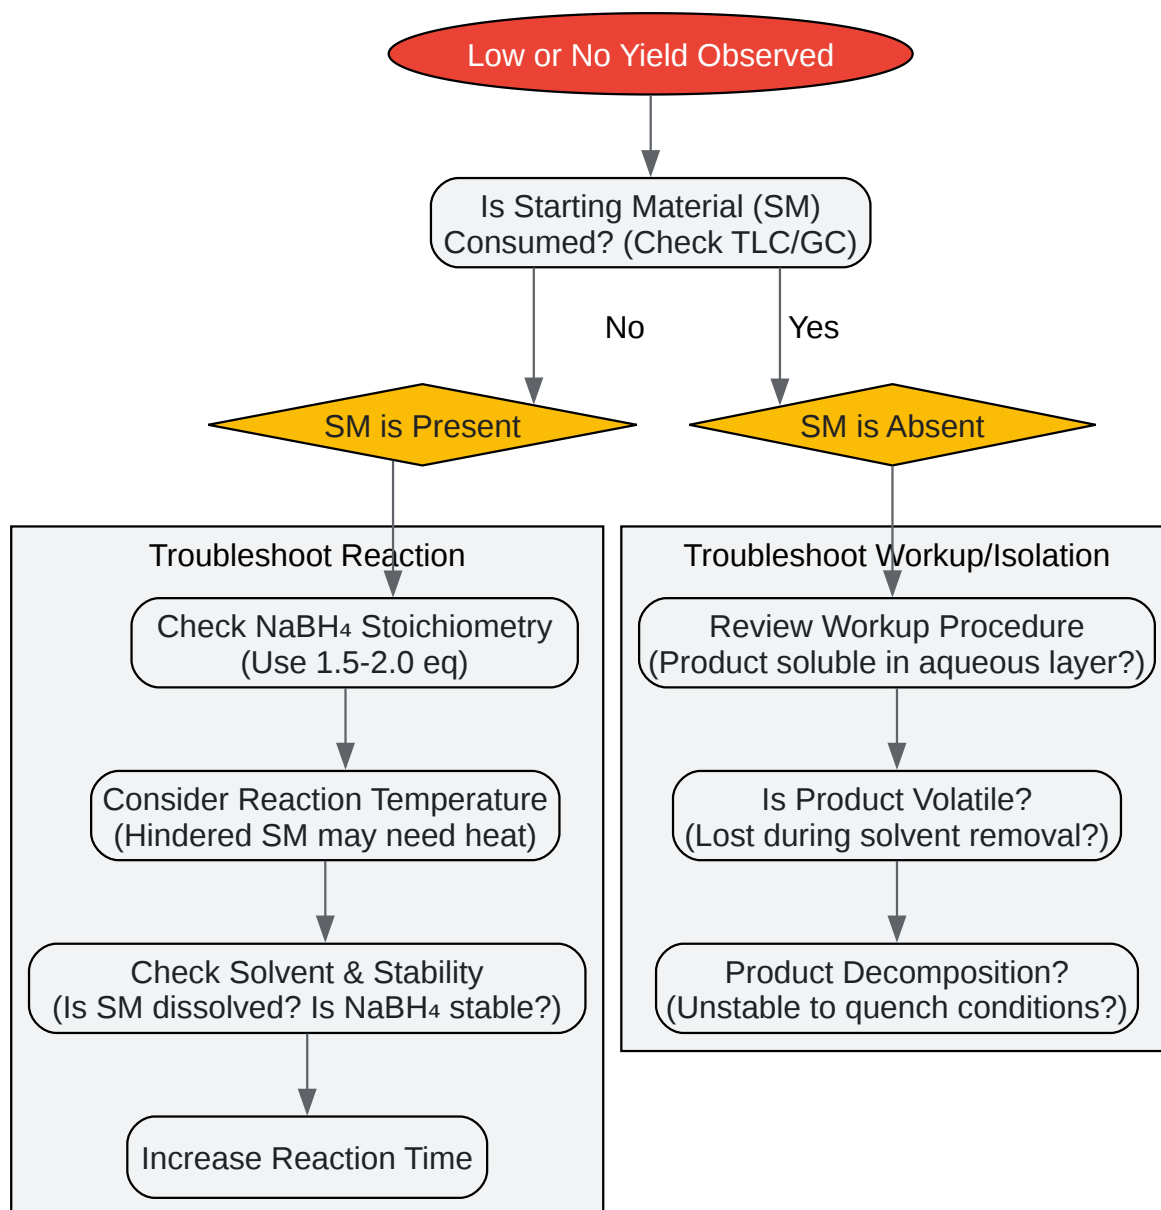 Low or No Yield Observed
Is Starting Material (SM)
Consumed? (Check TLC/GC)
No
Yes
SM is Present
SM is Absent
Troubleshoot Reaction
Check NaBH₄ Stoichiometry
(Use 1.5-2.0 eq)
Consider Reaction Temperature
(Hindered SM may need heat)
Check Solvent & Stability
(Is SM dissolved? Is NaBH₄ stable?)
Increase Reaction Time
Troubleshoot Workup/Isolation
Review Workup Procedure
(Product soluble in aqueous layer?)
Is Product Volatile?
(Lost during solvent removal?)
Product Decomposition?
(Unstable to quench conditions?)